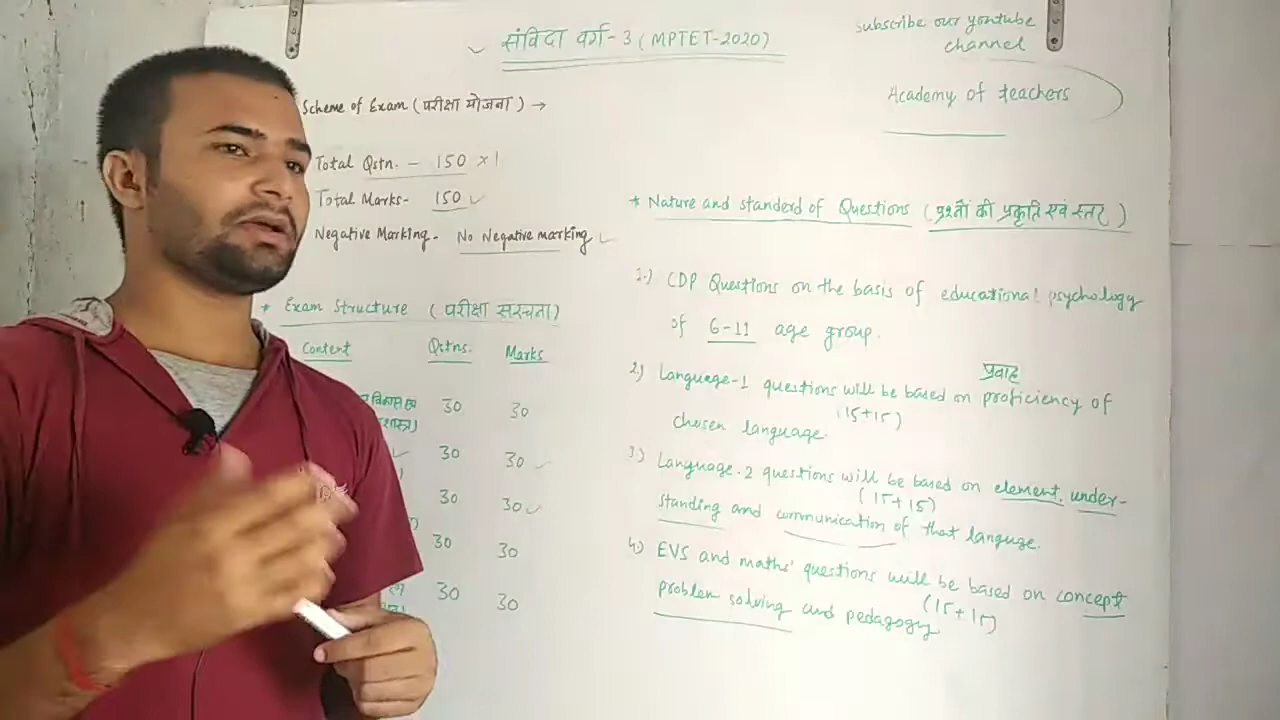 संविदा वर्ग-3 (MPTET-2020)
subscribe our youtube
channel
Academy of teachers
Scheme of Exam (परीक्षा योजना) →
Total Qstn. - 150 × 1
Total Marks- 150
Negative Marking. No Negative marking
* Exam Structure (परीक्षा सरंचना)
Content Qstns. Marks
30 30
30 30
30 30
30 30
30 30
* Nature and standerd of Questions (प्रश्नों की प्रकृति एवं स्तर)
1.) CDP Questions on the basis of educational psychology
of 6-11 age group.
प्रवाह
2.) Language-1 questions will be based on proficiency of
chosen language. (15+15)
3.) Language.2 questions will be based on element, under-
(15+15)
standing and communication of that languge.
4.) EVS and maths' questions will be based on concept
problem solving and pedagogy (15+15)